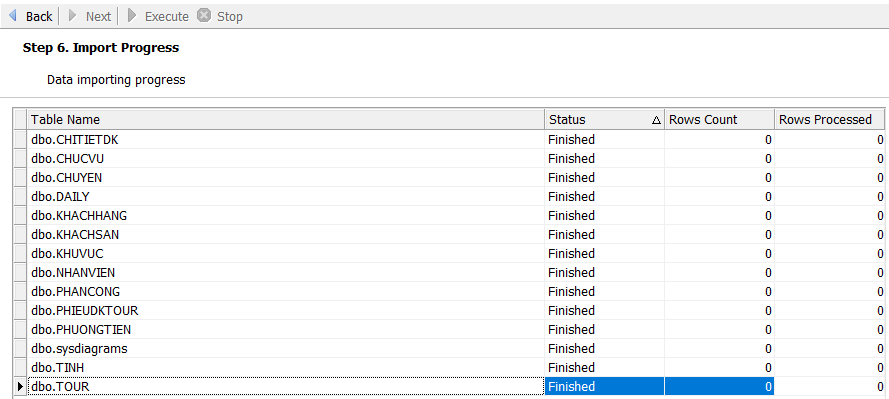 Back Next Execute Stop
Step 6. Import Progress
Data importing progress
Table Name Status Rows Count Rows Processed
dbo.CHITIETDK Finished 0 0
dbo.CHUCVU Finished 0 0
dbo.CHUYEN Finished 0 0
dbo.DAILY Finished 0 0
dbo.KHACHHANG Finished 0 0
dbo.KHACHSAN Finished 0 0
dbo.KHUVUC Finished 0 0
dbo.NHANVIEN Finished 0 0
dbo.PHANCONG Finished 0 0
dbo.PHIEUDKTOUR Finished 0 0
dbo.PHUONGTIEN Finished 0 0
dbo.sysdiagrams Finished 0 0
dbo.TINH Finished 0 0
dbo.TOUR Finished 0 0